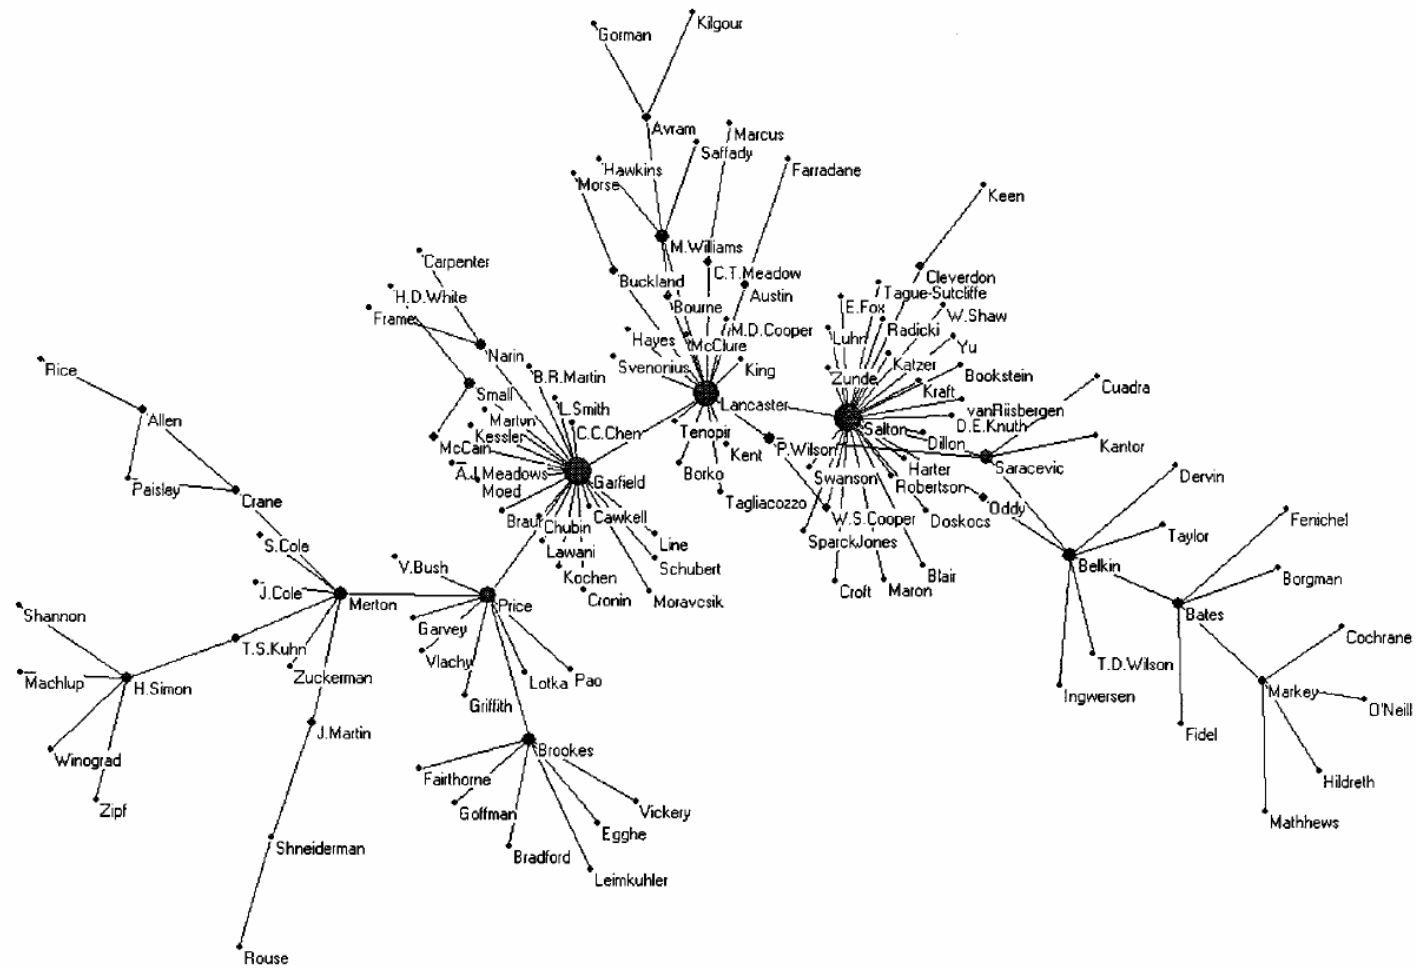 Gorman
Kilgour
Avram
Marcus
Saffady
Hawkins
Farradane
Morse
Keen
M.Williams
Carpenter
C.T.Meadow
Buckland
Cleverdon
H.D.White
Austin
Tague-Sutcliffe
Bourne
E.Fox
Frame
W.Shaw
M.D.Cooper
Radicki
Luhn
Hayes
McClure
Yu
Narin
Svenonius
King
Katzer
Rice
B.R.Martin
Zunde
Bookstein
Cuadra
Small
Kraft
Lancaster
L.Smith
vanRijsbergen
Allen
Martyn
D.E.Knuth
C.C.Chen
Tenopir
Salton
Kessler
Dillon
Kantor
McCain
Kent
P.Wilson
Harter
Saracevic
A.J.Meadows
Garfield
Borko
Swanson
Robertson
Dervin
Paisley
Moed
Crane
Tagliacozzo
Oddy
Cawkell
W.S.Cooper
Doskocs
Fenichel
Braun
Chubin
S.Cole
Line
SparckJones
Taylor
Lawani
V.Bush
Schubert
Belkin
Kochen
Blair
Borgman
J.Cole
Merton
Price
Cronin
Moravcsik
Croft
Maron
Shannon
Garvey
Bates
Cochrane
T.S.Kuhn
Vlachy
T.D.Wilson
Zuckerman
Lotka
Pao
Machlup
H.Simon
Griffith
Ingwersen
Markey
O'Neill
J.Martin
Fidel
Brookes
Winograd
Fairthorne
Hildreth
Zipf
Goffman
Vickery
Egghe
Mathhews
Shneiderman
Bradford
Leimkuhler
Rouse